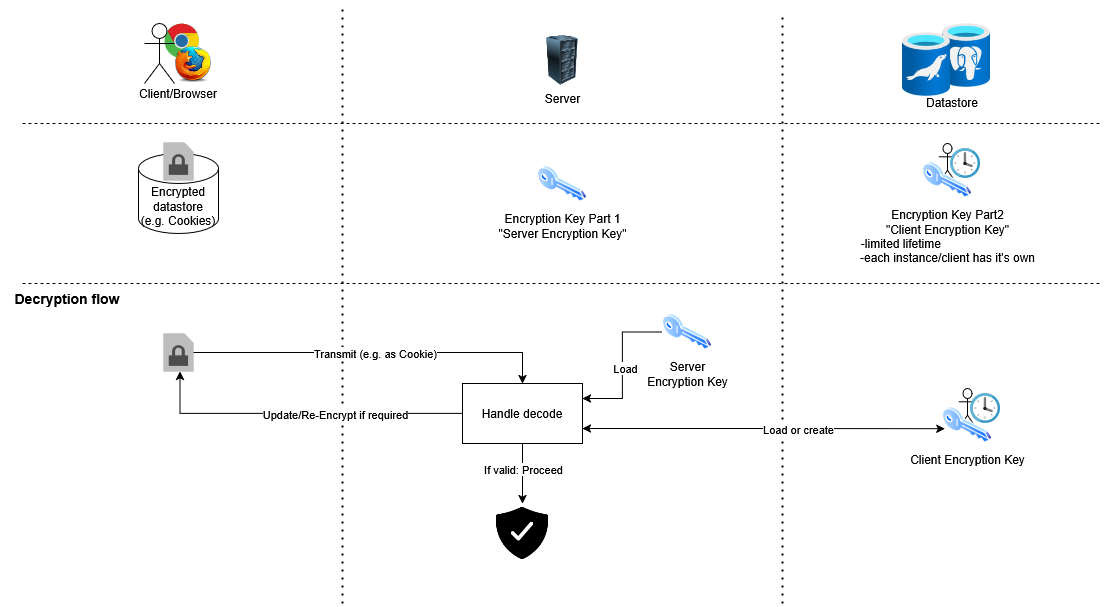 Client/Browser
Server
Datastore
Encrypted
datastore
(e.g. Cookies)
Encryption Key Part 1
"Server Encryption Key"
Encryption Key Part2
"Client Encryption Key"
-limited lifetime
-each instance/client has it's own
Decryption flow
Transmit (e.g. as Cookie)
Load
Server
Encryption Key
Update/Re-Encrypt if required
Handle decode
Load or create
Client Encryption Key
If valid: Proceed